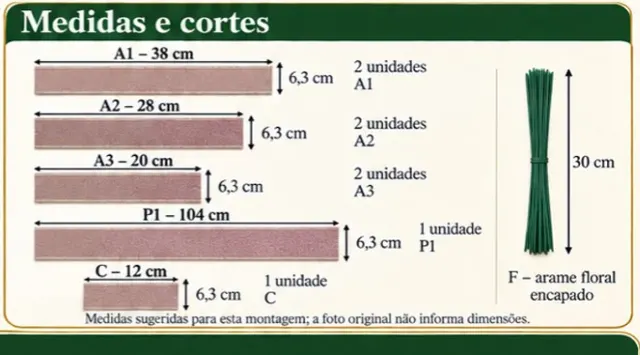 Medidas e cortes
A1 – 38 cm
6,3 cm
2 unidades
A1
A2 – 28 cm
6,3 cm
2 unidades
A2
A3 – 20 cm
6,3 cm
2 unidades
A3
P1 – 104 cm
6,3 cm
1 unidade
P1
C – 12 cm
6,3 cm
1 unidade
C
30 cm
F – arame floral
encapado
Medidas sugeridas para esta montagem; a foto original não informa dimensões.